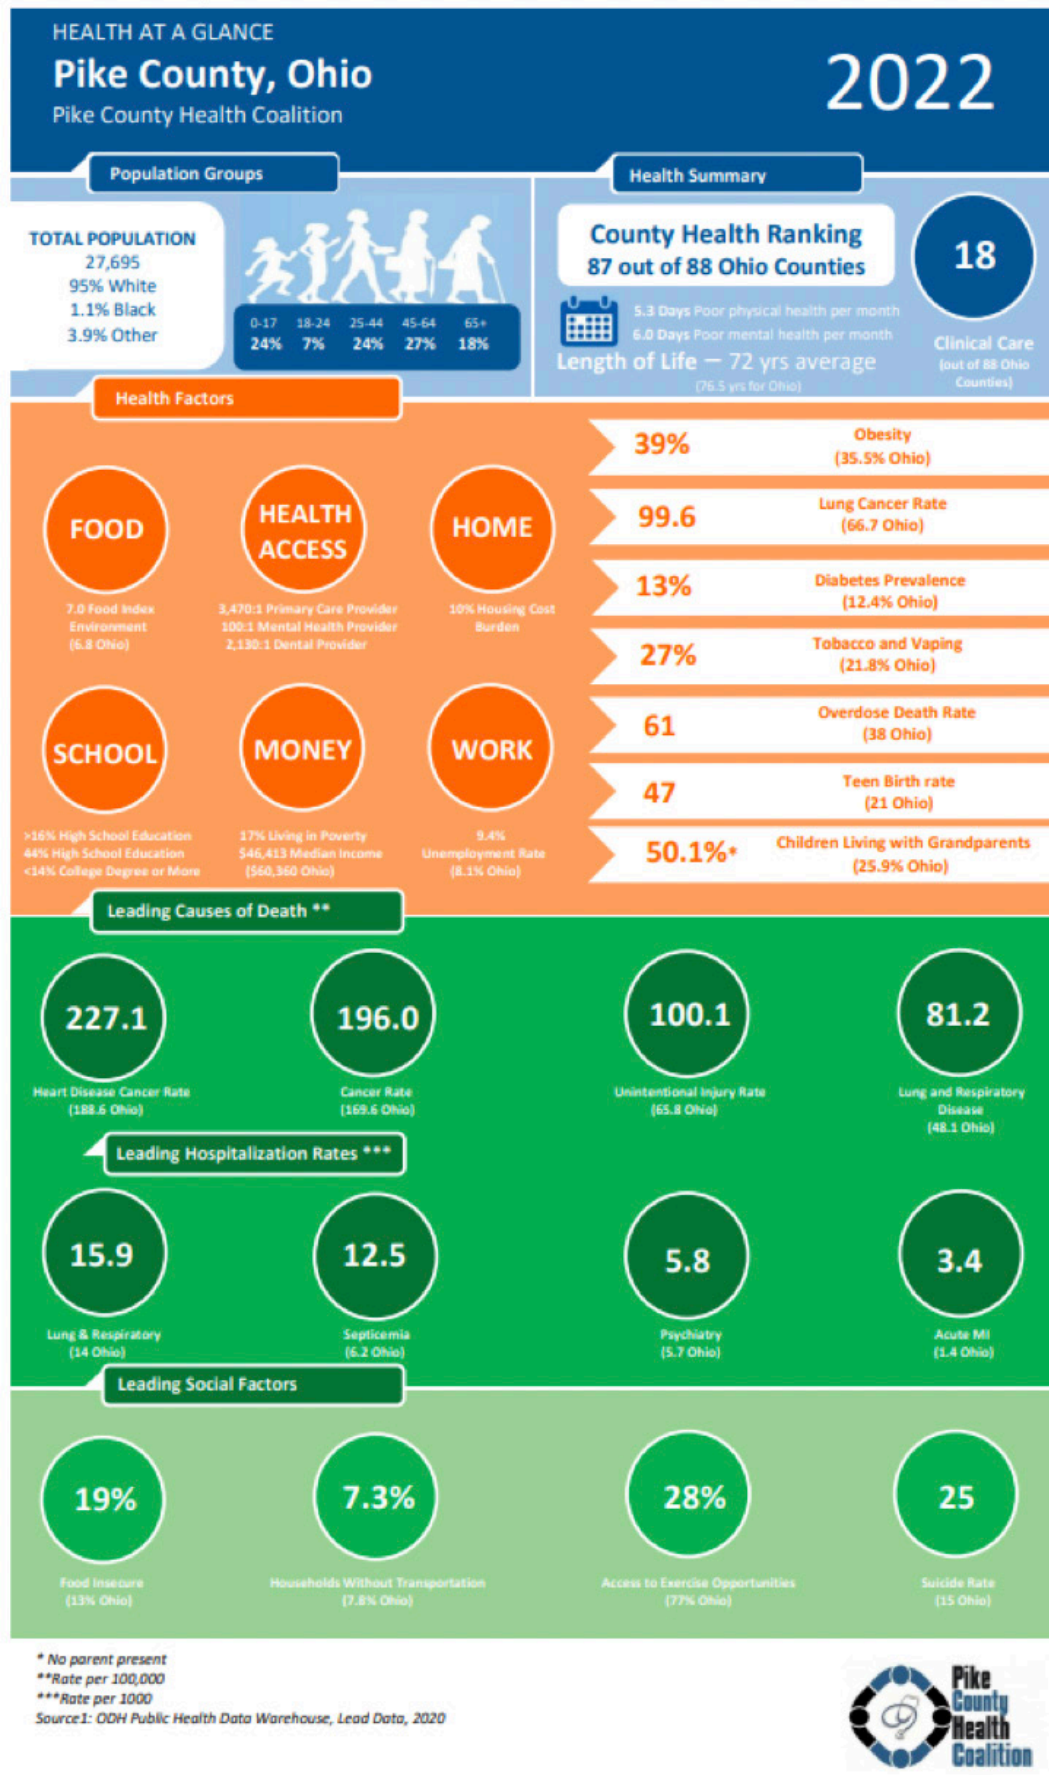 HEALTH AT A GLANCE
Pike County, Ohio
Pike County Health Coalition
2022
Population Groups
TOTAL POPULATION
27,695
95% White
1.1% Black
3.9% Other
0-17 18-24 25-44 45-64 65+
24% 7% 24% 27% 18%
Health Summary
County Health Ranking
87 out of 88 Ohio Counties
5.3 Days Poor physical health per month
6.0 Days Poor mental health per month
Length of Life — 72 yrs average
(76.5 yrs for Ohio)
18
Clinical Care
(out of 88 Ohio
Counties)
Health Factors
FOOD
7.0 Food Index
Environment
(6.8 Ohio)
HEALTH
ACCESS
3,470:1 Primary Care Provider
100:1 Mental Health Provider
2,130:1 Dental Provider
HOME
10% Housing Cost
Burden
SCHOOL
>16% High School Education
44% High School Education
<14% College Degree or More
MONEY
17% Living in Poverty
$46,413 Median Income
($60,360 Ohio)
WORK
9.4%
Unemployment Rate
(8.1% Ohio)
39%
Obesity
(35.5% Ohio)
99.6
Lung Cancer Rate
(66.7 Ohio)
13%
Diabetes Prevalence
(12.4% Ohio)
27%
Tobacco and Vaping
(21.8% Ohio)
61
Overdose Death Rate
(38 Ohio)
47
Teen Birth rate
(21 Ohio)
50.1%*
Children Living with Grandparents
(25.9% Ohio)
Leading Causes of Death **
227.1
Heart Disease Cancer Rate
(188.6 Ohio)
196.0
Cancer Rate
(169.6 Ohio)
100.1
Unintentional Injury Rate
(65.8 Ohio)
81.2
Lung and Respiratory
Disease
(48.1 Ohio)
Leading Hospitalization Rates ***
15.9
Lung & Respiratory
(14 Ohio)
12.5
Septicemia
(6.2 Ohio)
5.8
Psychiatry
(5.7 Ohio)
3.4
Acute MI
(1.4 Ohio)
Leading Social Factors
19%
Food Insecure
(13% Ohio)
7.3%
Households Without Transportation
(7.8% Ohio)
28%
Access to Exercise Opportunities
(77% Ohio)
25
Suicide Rate
(15 Ohio)
* No parent present
**Rate per 100,000
***Rate per 1000
Source1: ODH Public Health Data Warehouse, Lead Data, 2020
Pike
County
Health
Coalition